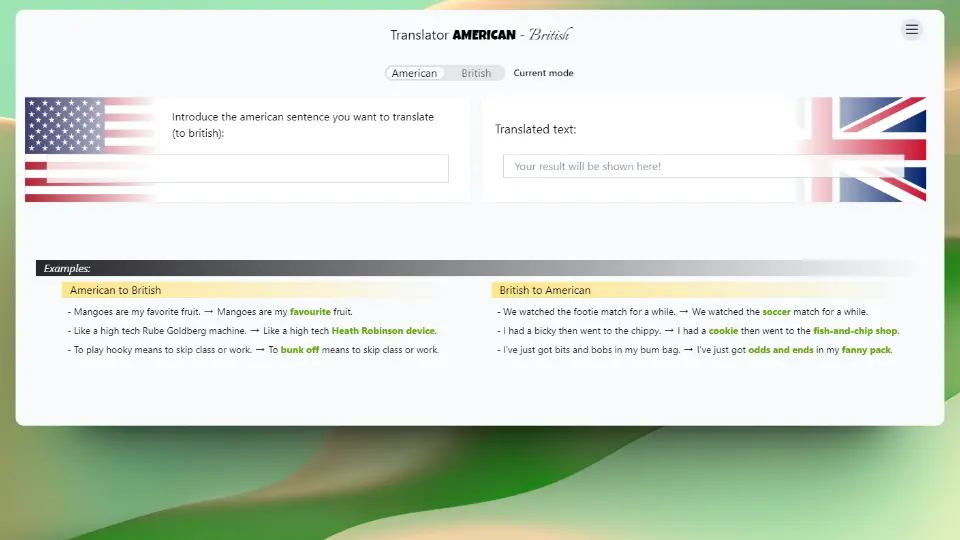 Translator AMERICAN - British
American British Current mode
Introduce the american sentence you want to translate
(to british):
Translated text:
Your result will be shown here!
Examples:
American to British
- Mangoes are my favorite fruit. → Mangoes are my favourite fruit.
- Like a high tech Rube Goldberg machine. → Like a high tech Heath Robinson device.
- To play hooky means to skip class or work. → To bunk off means to skip class or work.
British to American
- We watched the footie match for a while. → We watched the soccer match for a while.
- I had a bicky then went to the chippy. → I had a cookie then went to the fish-and-chip shop.
- I've just got bits and bobs in my bum bag. → I've just got odds and ends in my fanny pack.